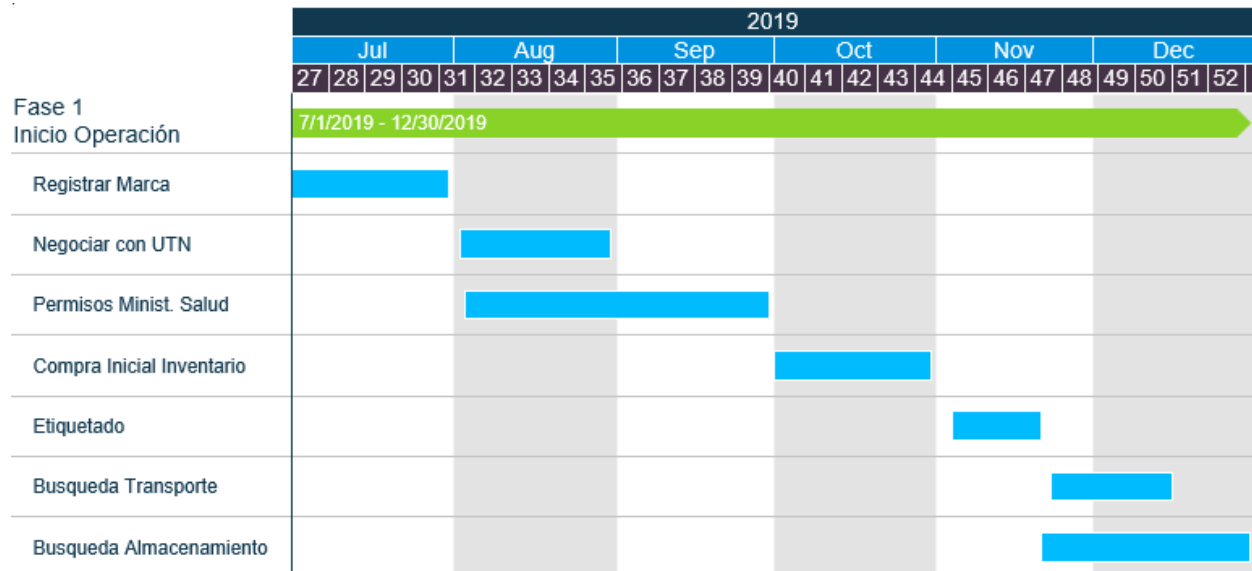 2019
Jul Aug Sep Oct Nov Dec
27 28 29 30 31 32 33 34 35 36 37 38 39 40 41 42 43 44 45 46 47 48 49 50 51 52
Fase 1
Inicio Operación
7/1/2019 - 12/30/2019
Registrar Marca
Negociar con UTN
Permisos Minist. Salud
Compra Inicial Inventario
Etiquetado
Busqueda Transporte
Busqueda Almacenamiento